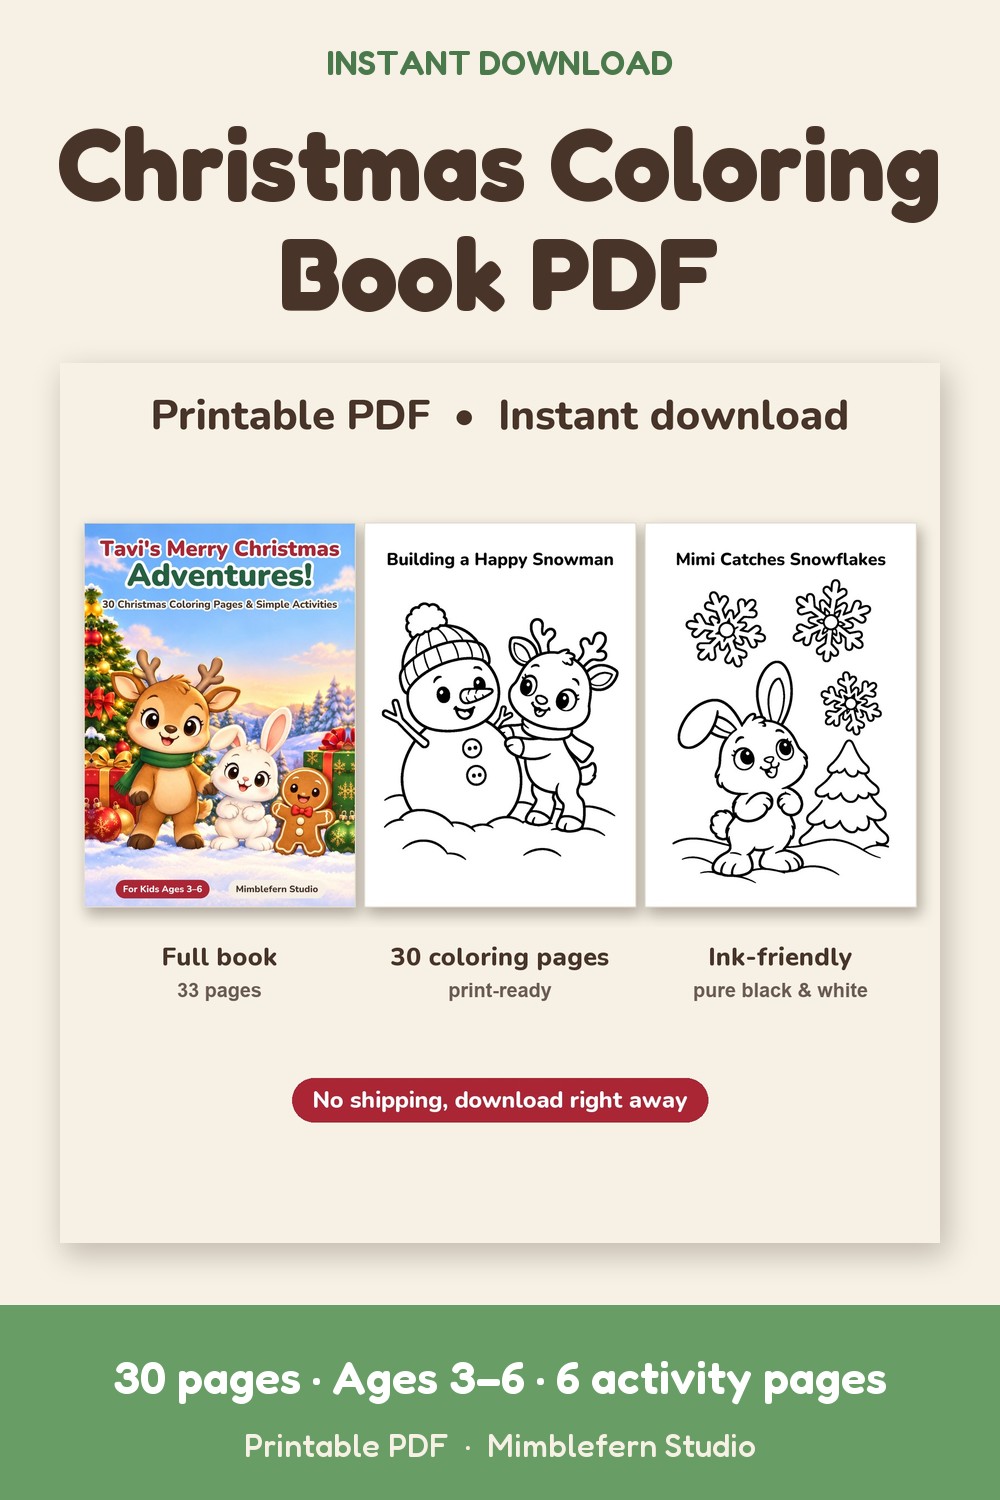 INSTANT DOWNLOAD
Christmas Coloring
Book PDF
Printable PDF • Instant download
Tavi's Merry Christmas
Adventures!
30 Christmas Coloring Pages & Simple Activities
For Kids Ages 3–6
Mimblefern Studio
Building a Happy Snowman
Mimi Catches Snowflakes
Full book
33 pages
30 coloring pages
print-ready
Ink-friendly
pure black & white
No shipping, download right away
30 pages · Ages 3–6 · 6 activity pages
Printable PDF · Mimblefern Studio